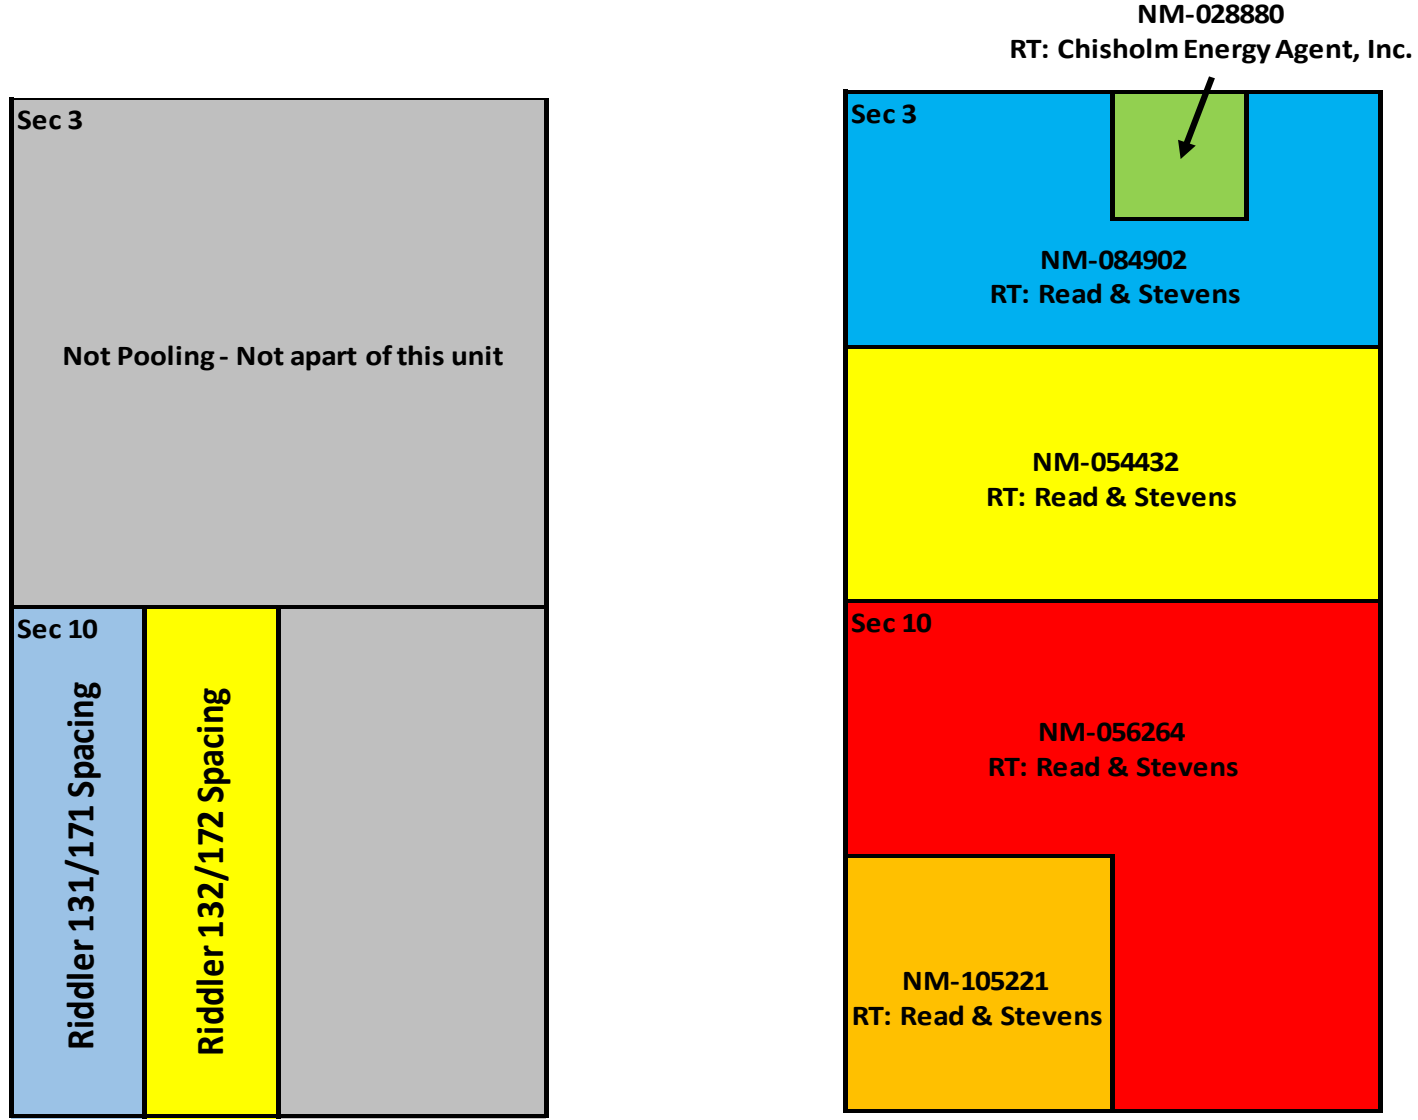 NM-028880
RT: Chisholm Energy Agent, Inc.
Sec 3
Not Pooling - Not apart of this unit
Sec 10
Riddler 131/171 Spacing
Riddler 132/172 Spacing
Sec 3
NM-084902
RT: Read & Stevens
NM-054432
RT: Read & Stevens
Sec 10
NM-056264
RT: Read & Stevens
NM-105221
RT: Read & Stevens